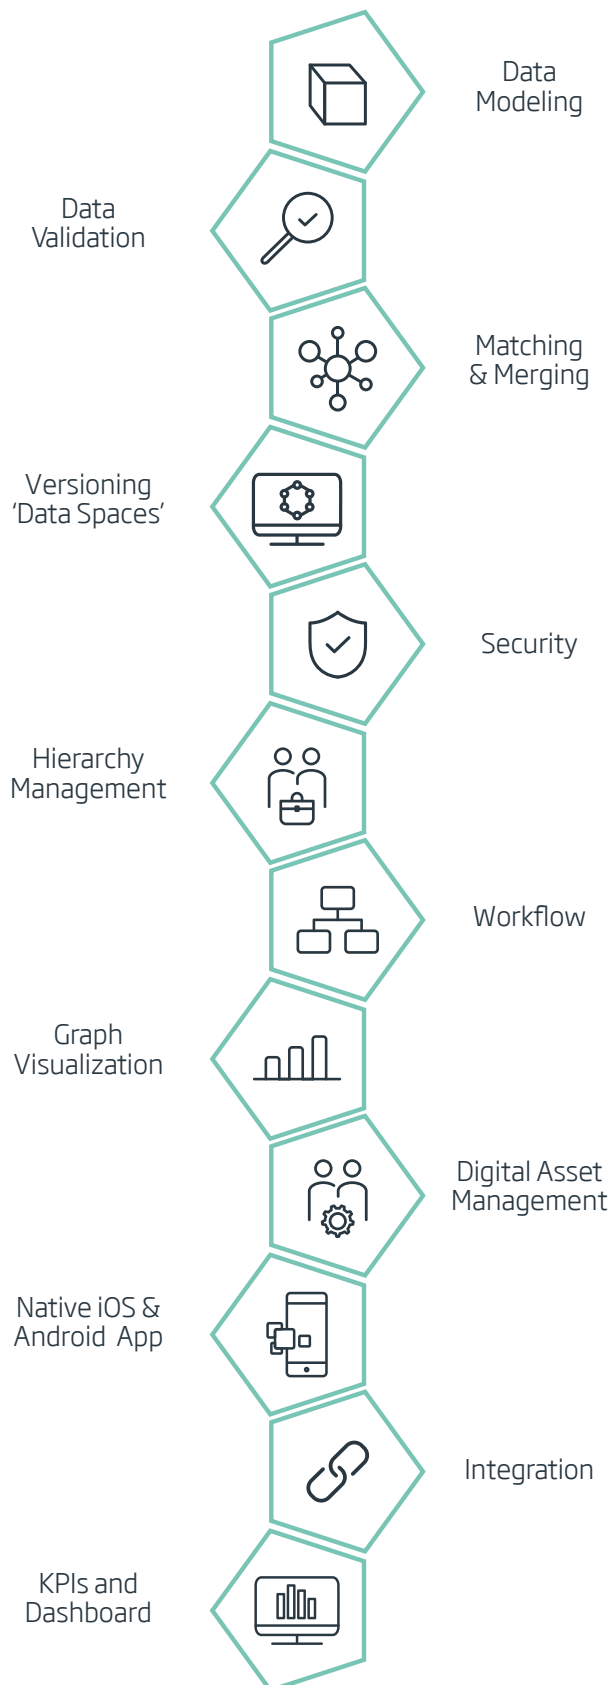 Data
Modeling
Data
Validation
Matching
& Merging
Versioning
‘Data Spaces’
Security
Hierarchy
Management
Workflow
Graph
Visualization
Digital Asset
Management
Native iOS &
Android App
Integration
KPIs and
Dashboard